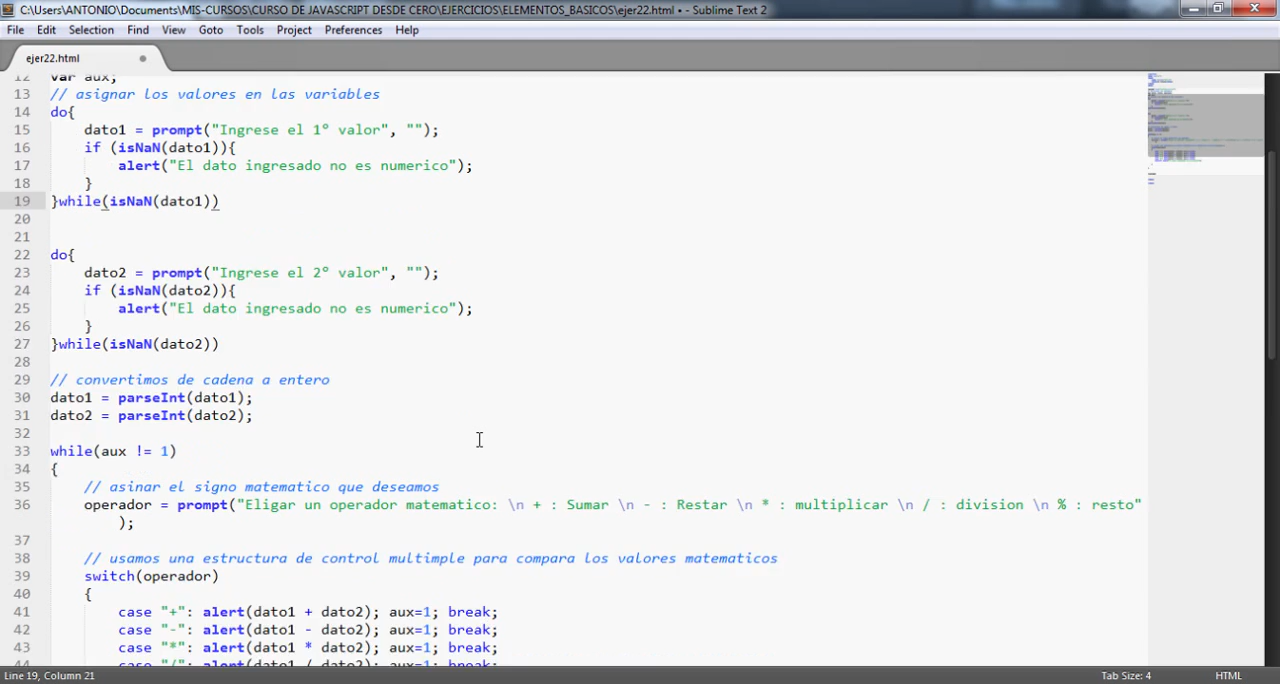 C:\Users\ANTONIO\Documents\MIS-CURSOS\CURSO DE JAVASCRIPT DESDE CERO\EJERCICIOS\ELEMENTOS_BASICOS\ejer22.html • - Sublime Text 2
File Edit Selection Find View Goto Tools Project Preferences Help
ejer22.html
12 var aux;
13 // asignar los valores en las variables
14 do{
15 dato1 = prompt("Ingrese el 1º valor", "");
16 if (isNaN(dato1)){
17 alert("El dato ingresado no es numerico");
18 }
19 }while(isNaN(dato1))
20
21
22 do{
23 dato2 = prompt("Ingrese el 2º valor", "");
24 if (isNaN(dato2)){
25 alert("El dato ingresado no es numerico");
26 }
27 }while(isNaN(dato2))
28
29 // convertimos de cadena a entero
30 dato1 = parseInt(dato1);
31 dato2 = parseInt(dato2);
32
33 while(aux != 1)
34 {
35 // asinar el signo matematico que deseamos
36 operador = prompt("Eligar un operador matematico: \n + : Sumar \n - : Restar \n * : multiplicar \n / : division \n % : resto"
);
37
38 // usamos una estructura de control multimple para compara los valores matematicos
39 switch(operador)
40 {
41 case "+": alert(dato1 + dato2); aux=1; break;
42 case "-": alert(dato1 - dato2); aux=1; break;
43 case "*": alert(dato1 * dato2); aux=1; break;
44 case "/": alert(dato1 / dato2); aux=1; break;
Line 19, Column 21
Tab Size: 4
HTML